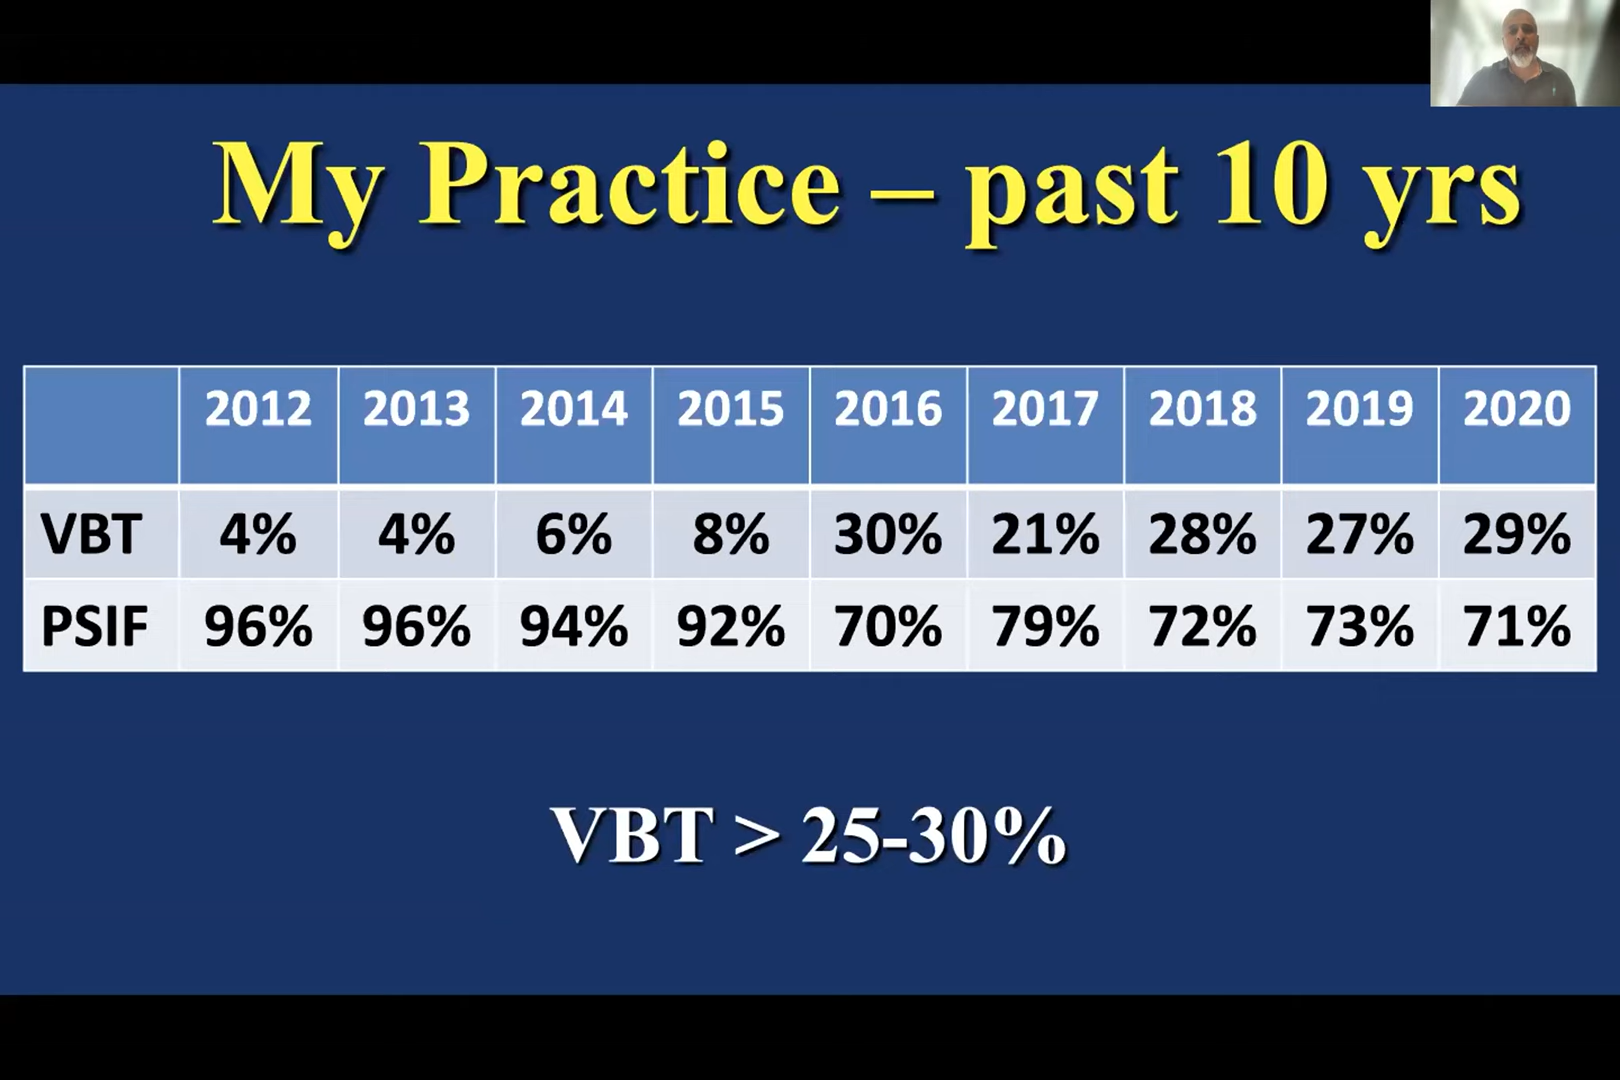 My Practice – past 10 yrs
2012 2013 2014 2015 2016 2017 2018 2019 2020
VBT 4% 4% 6% 8% 30% 21% 28% 27% 29%
PSIF 96% 96% 94% 92% 70% 79% 72% 73% 71%
VBT > 25-30%